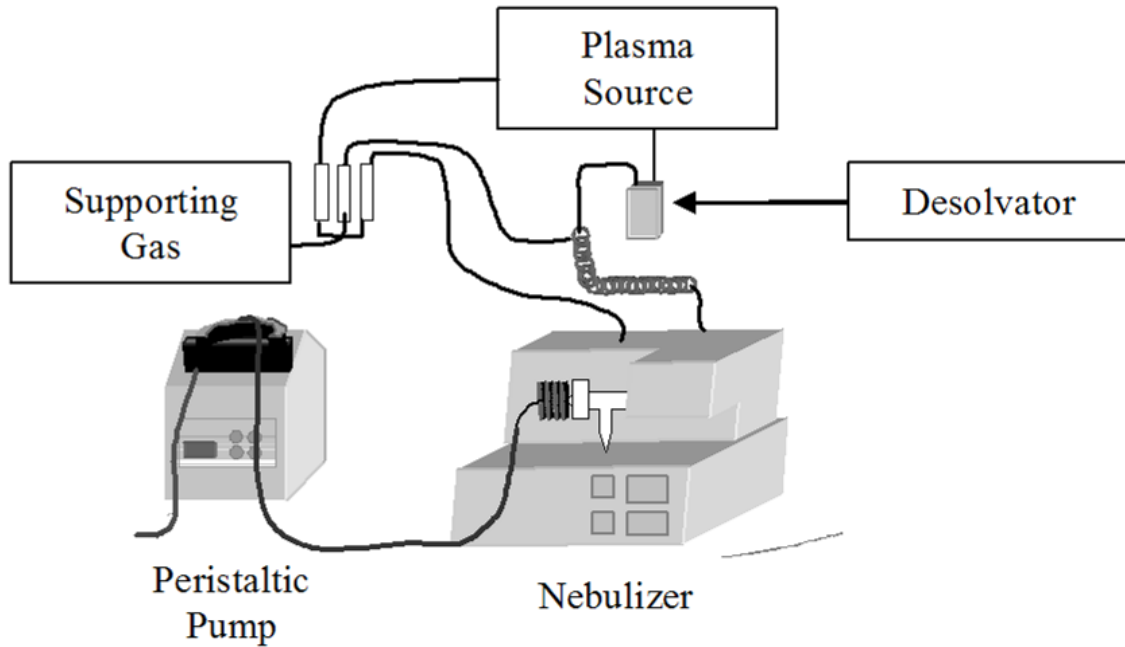 Plasma
Source
Supporting
Gas
Desolvator
Peristaltic
Pump
Nebulizer